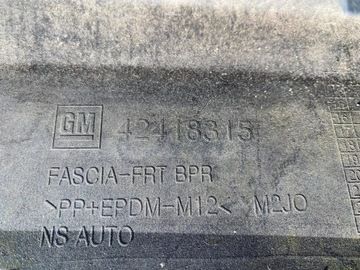 GM 42418315
FASCIA-FRT BPR
>PP+EPDM-M12< M2JO
NS AUTO